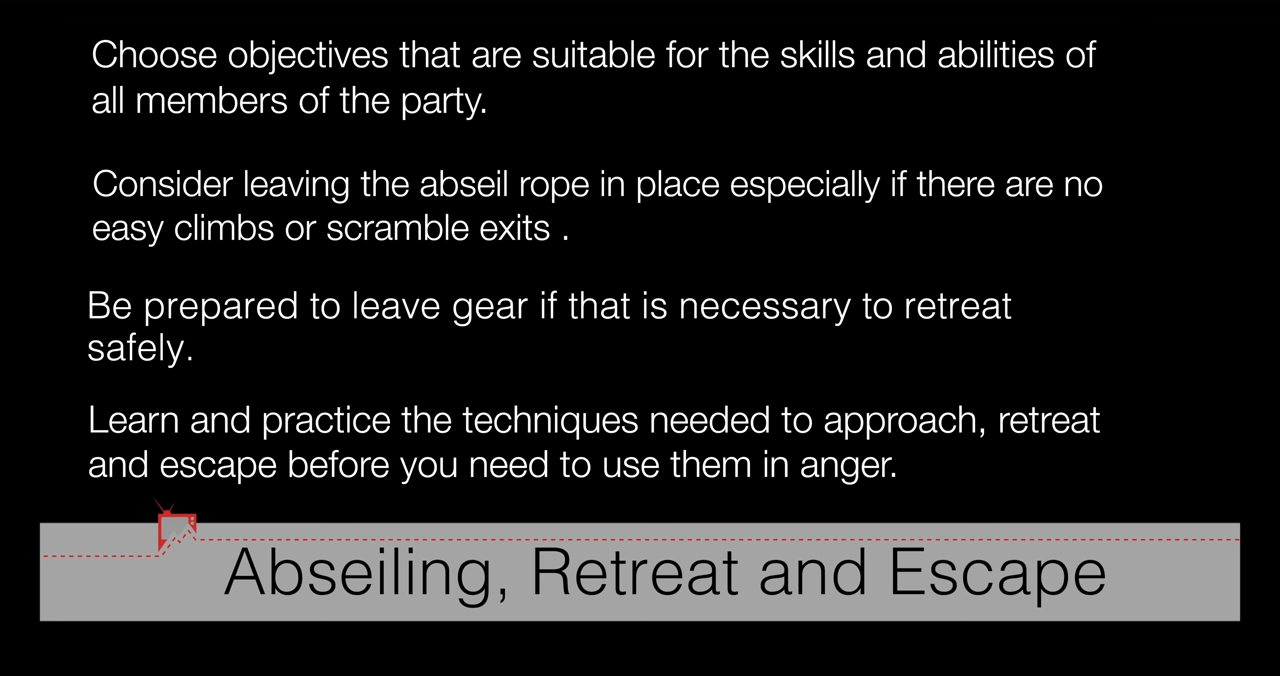 Choose objectives that are suitable for the skills and abilities of
all members of the party.
Consider leaving the abseil rope in place especially if there are no
easy climbs or scramble exits .
Be prepared to leave gear if that is necessary to retreat
safely.
Learn and practice the techniques needed to approach, retreat
and escape before you need to use them in anger.
Abseiling, Retreat and Escape